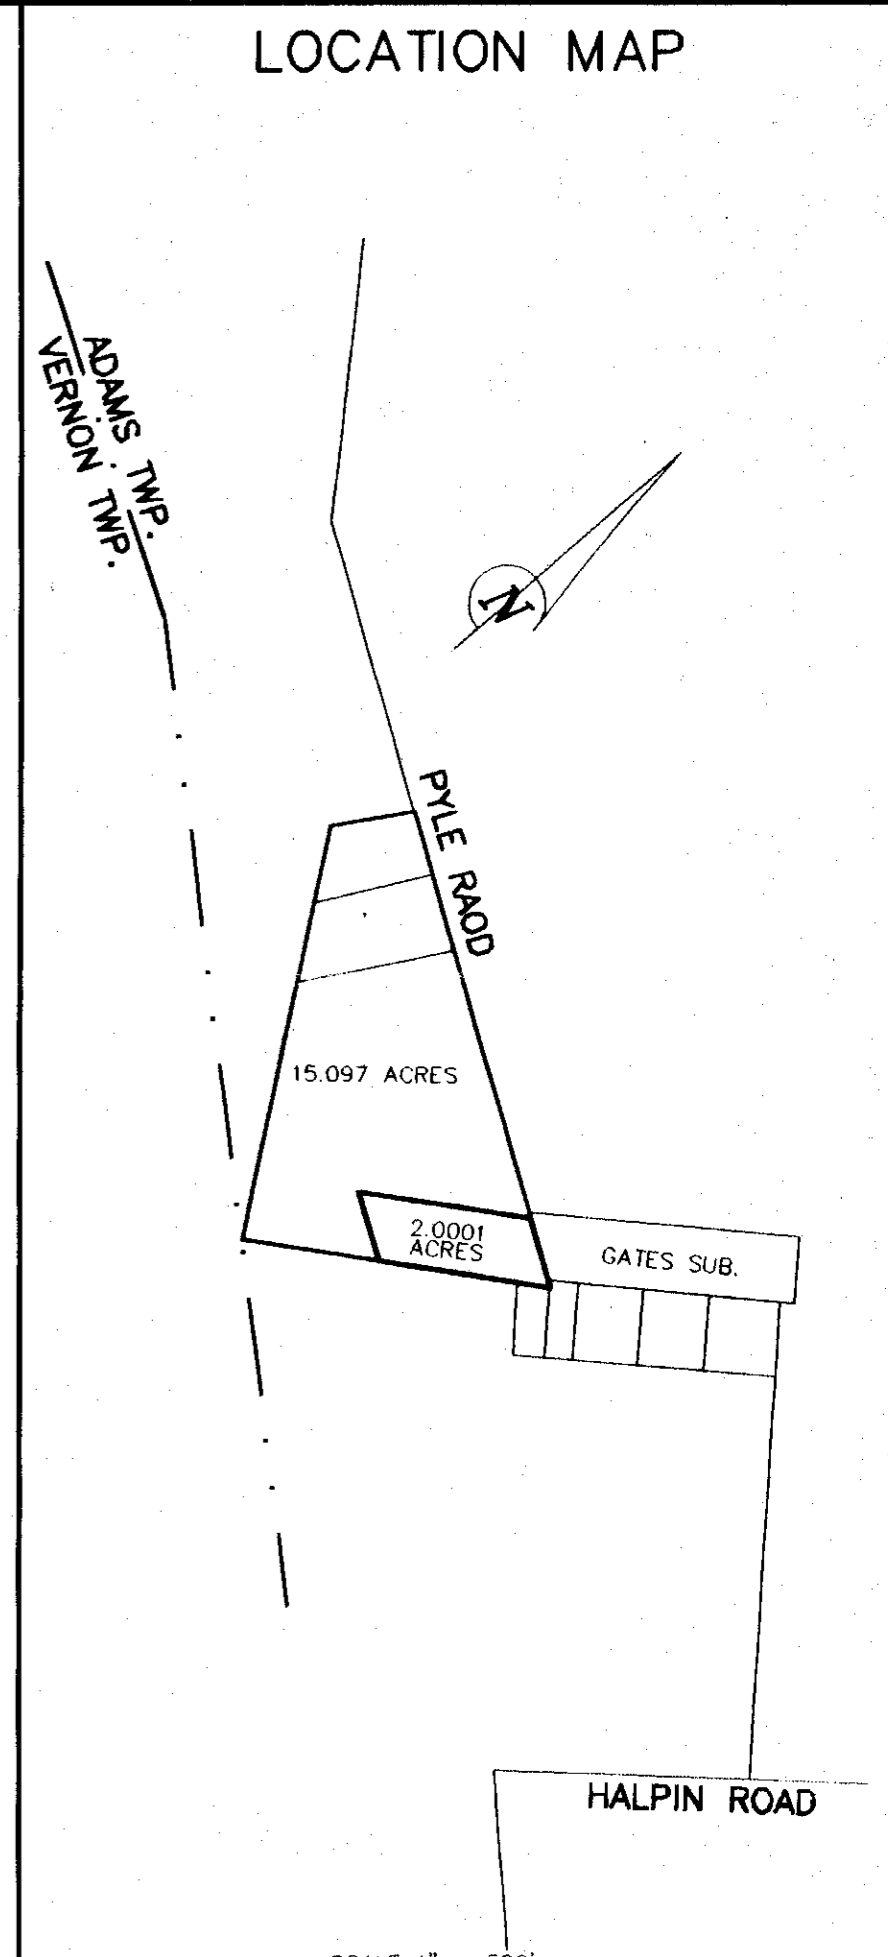 LOCATION MAP
ADAMS TWP.
VERNON TWP.
N
PYLE RAOD
15.097 ACRES
2.0001
ACRES
GATES SUB.
HALPIN ROAD